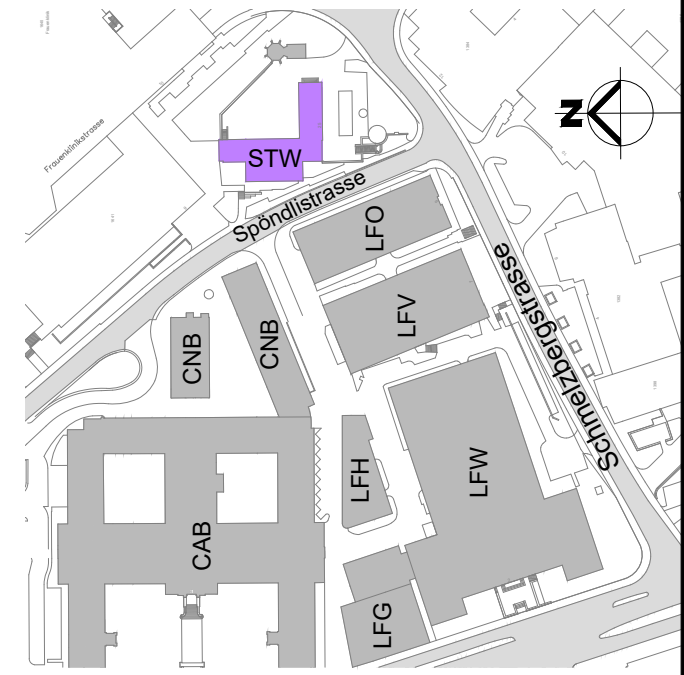 Frauenklinikstrasse
N
STW
Spöndlistrasse
LFO
LFV
Schmelzbergstrasse
CNB
CNB
LFH
LFW
CAB
LFG